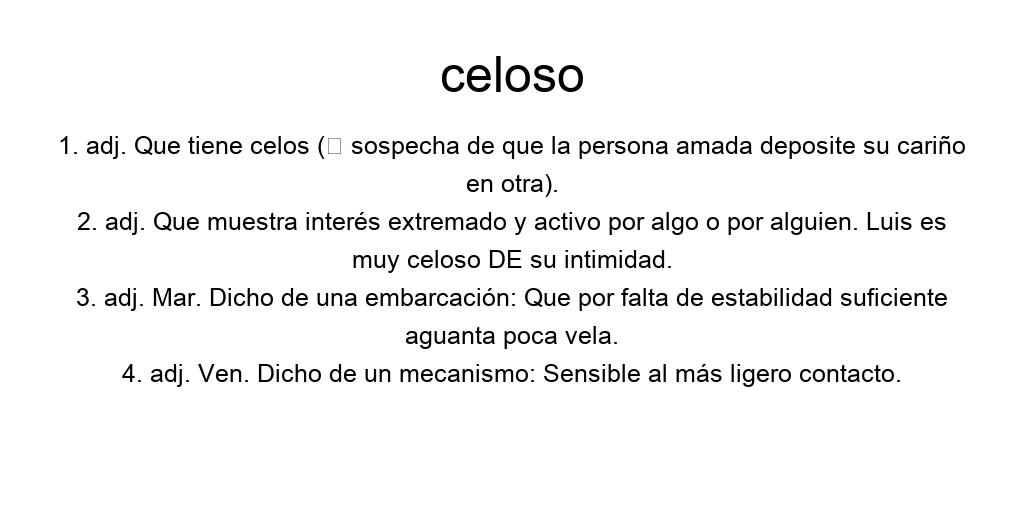 celoso
1. adj. Que tiene celos (□ sospecha de que la persona amada deposite su cariño
en otra).
2. adj. Que muestra interés extremado y activo por algo o por alguien. Luis es
muy celoso DE su intimidad.
3. adj. Mar. Dicho de una embarcación: Que por falta de estabilidad suficiente
aguanta poca vela.
4. adj. Ven. Dicho de un mecanismo: Sensible al más ligero contacto.